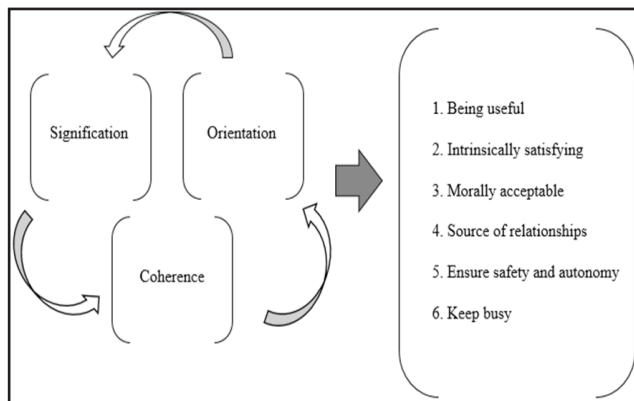 Signification
Orientation
Coherence
1. Being useful
2. Intrinsically satisfying
3. Morally acceptable
4. Source of relationships
5. Ensure safety and autonomy
6. Keep busy